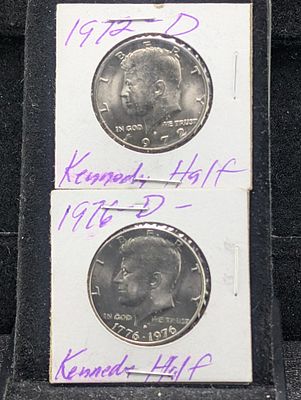 1972-D
LIBERTY
IN GOD WE TRUST
1972
Kennedy Half
1976-D-
LIBERTY
IN GOD WE TRUST
1776·1976
Kennedy Half